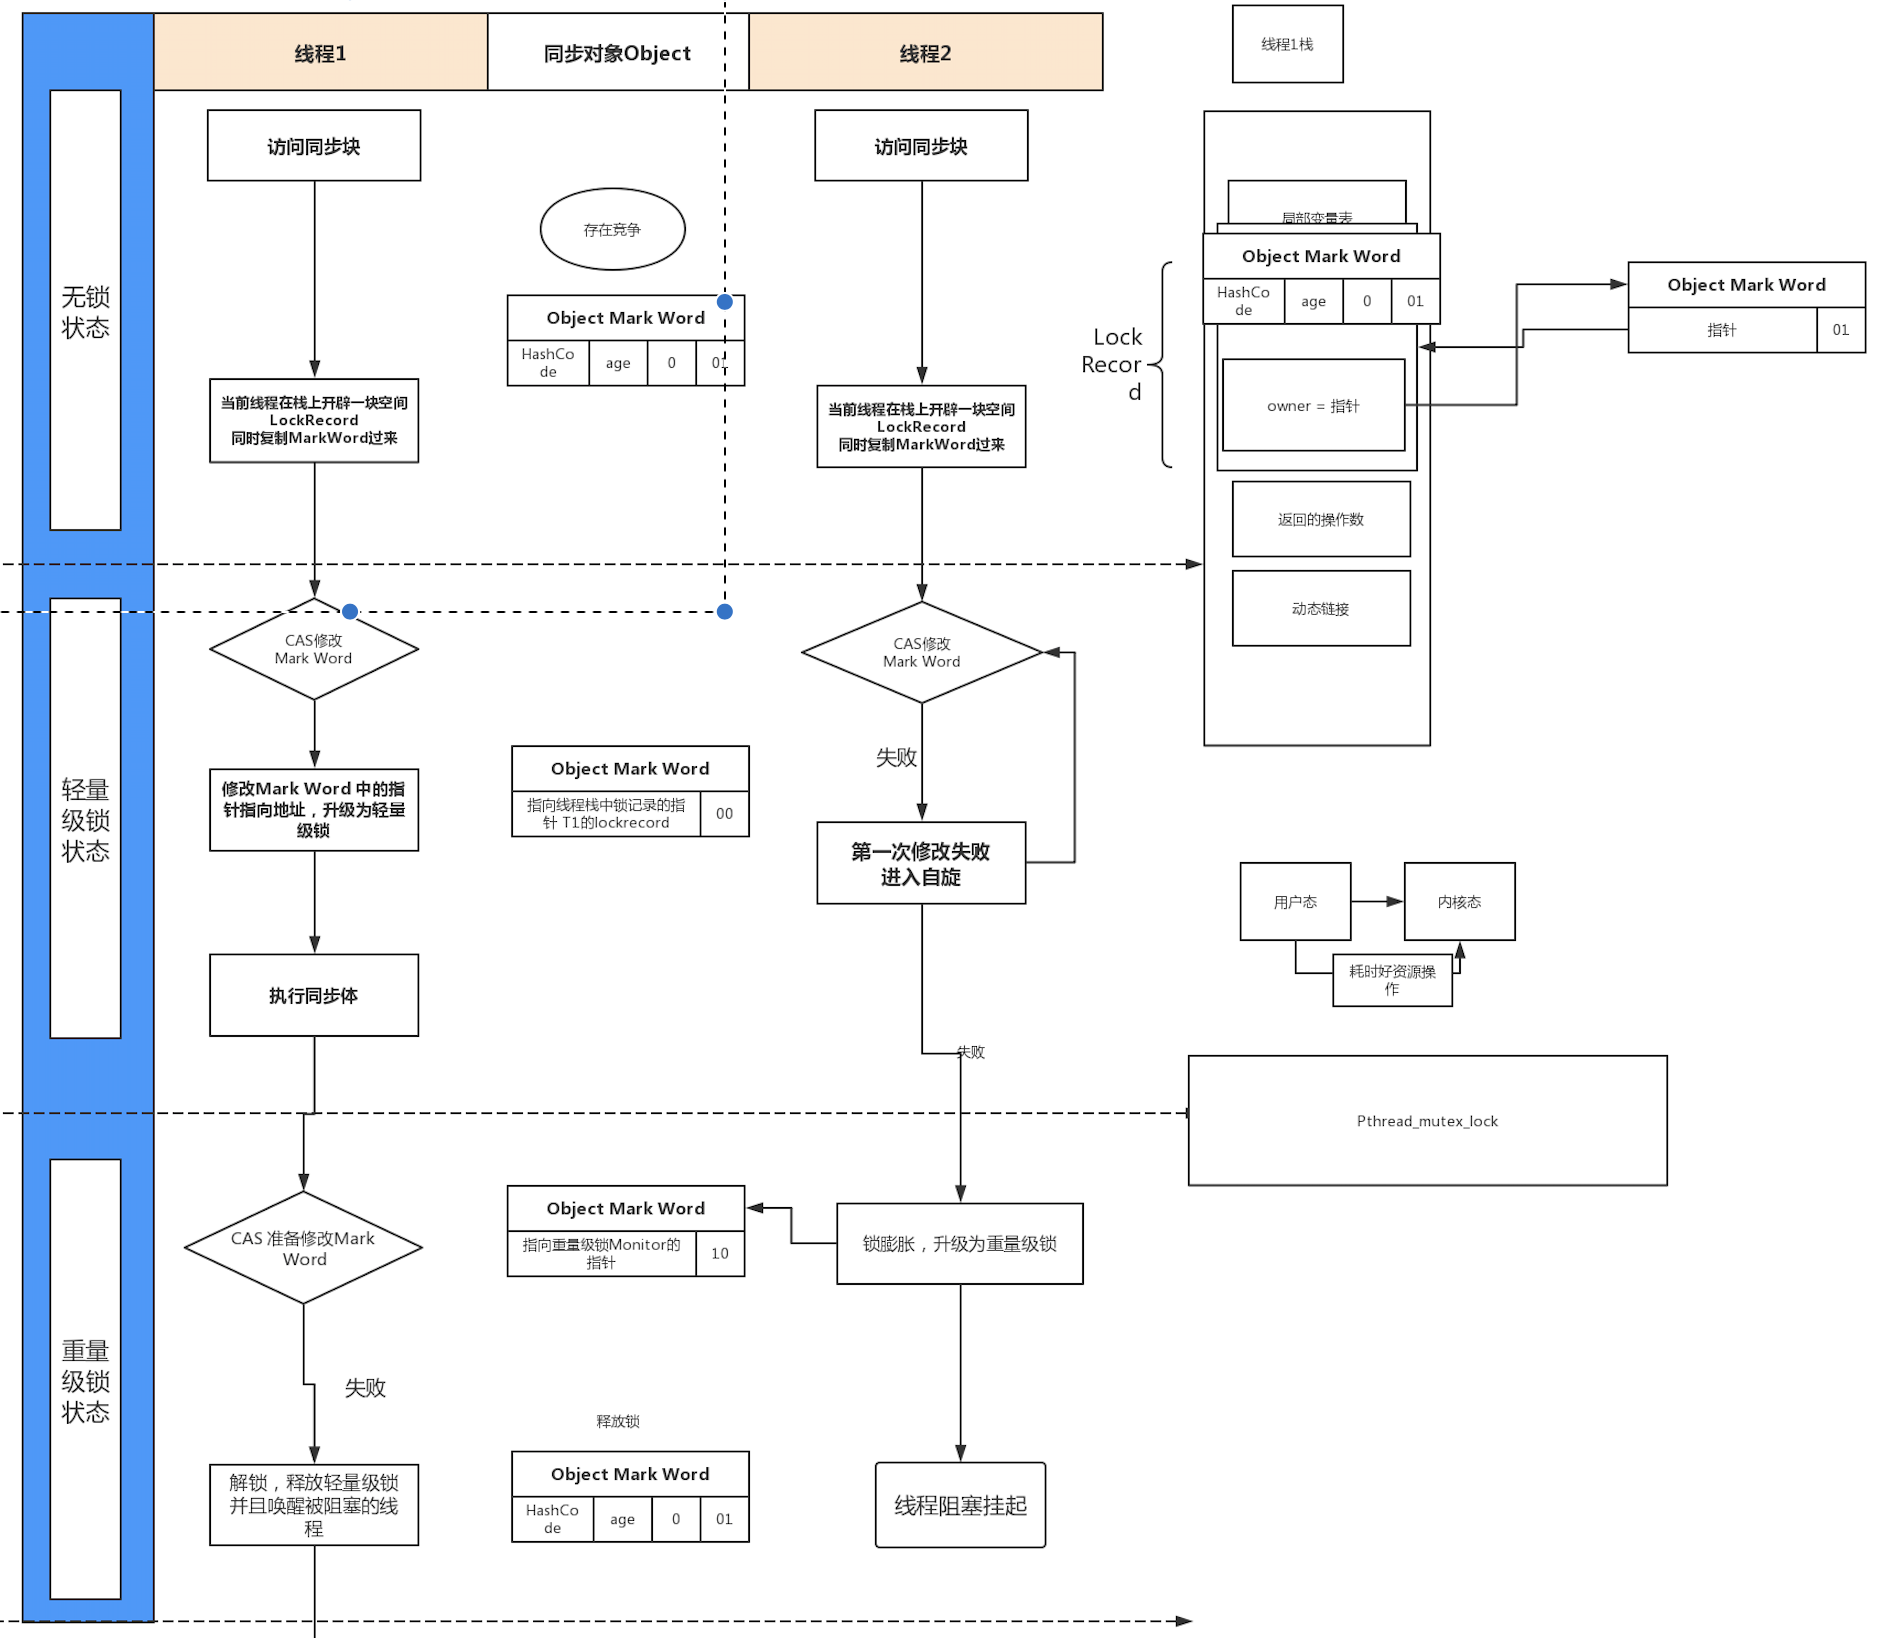 线程1
同步对象Object
线程2
线程1栈
无锁
状态
访问同步块
存在竞争
访问同步块
Object Mark Word
HashCo
de
age
0
01
当前线程在栈上开辟一块空间
LockRecord
同时复制MarkWord过来
当前线程在栈上开辟一块空间
LockRecord
同时复制MarkWord过来
局部变量表
Object Mark Word
HashCo
de
age
0
01
Lock
Recor
d
owner = 指针
Object Mark Word
指针
01
返回的操作数
动态链接
轻量
级锁
状态
CAS修改
Mark Word
CAS修改
Mark Word
修改Mark Word 中的指
针指向地址，升级为轻量
级锁
Object Mark Word
指向线程栈中锁记录的指
针 T1的lockrecord
00
失败
第一次修改失败
进入自旋
用户态
内核态
耗时好资源操
作
执行同步体
失败
Pthread_mutex_lock
重量
级锁
状态
CAS 准备修改Mark
Word
Object Mark Word
指向重量级锁Monitor的
指针
10
锁膨胀，升级为重量级锁
失败
释放锁
解锁，释放轻量级锁
并且唤醒被阻塞的线
程
Object Mark Word
HashCo
de
age
0
01
线程阻塞挂起